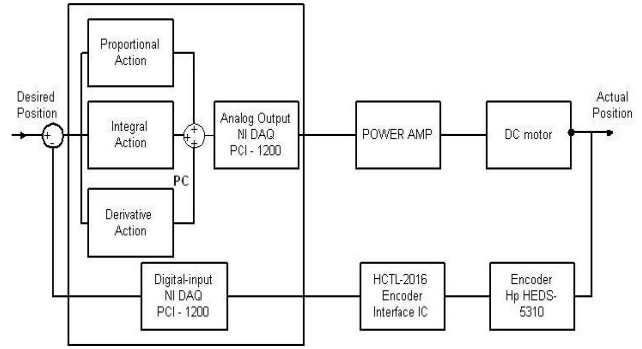 Proportional
Action
Desired
Position
+
-
Integral
Action
+
+
+
Analog Output
NI DAQ
PCI - 1200
POWER AMP
DC motor
Actual
Position
PC
Derivative
Action
Digital-input
NI DAQ
PCI - 1200
HCTL-2016
Encoder
Interface IC
Encoder
Hp HEDS-
5310